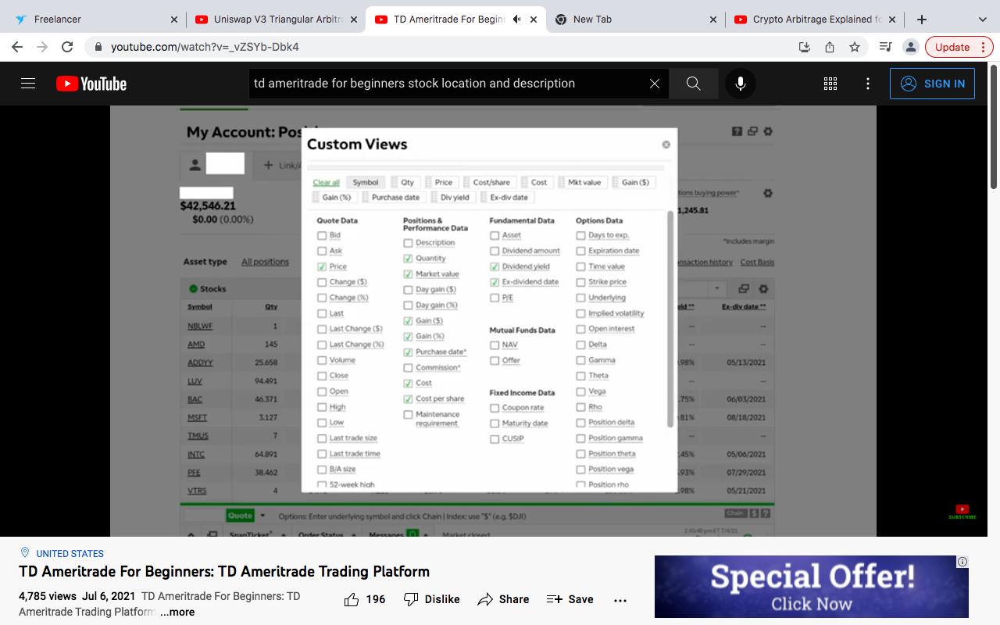 Freelancer
Uniswap V3 Triangular Arbitra
TD Ameritrade For Beginn
New Tab
Crypto Arbitrage Explained fo
youtube.com/watch?v=_vZSYb-Dbk4
Update
YouTube
td ameritrade for beginners stock location and description
SIGN IN
My Account: Pos
Custom Views
+ Link/A
Clear all Symbol Qty Price Cost/share Cost Mkt value Gain ($)
Gain (%) Purchase date Div yield Ex-div date
tions buying power*
$42,546.21
1,245.81
$0.00 (0.00%)
*Includes margin
Asset type All positions
nsaction history Cost Basis
Stocks
Symbol Qty
ld ** Ex-div date **
NBLWF 1 -- --
AMD 145 -- --
ADDYY 25.658 .98% 05/13/2021
LUV 94.491 -- --
BAC 46.371 .75% 06/03/2021
MSFT 3.127 .81% 08/18/2021
TMUS 7 -- --
INTC 64.891 .45% 05/06/2021
PFE 38.462 .93% 07/29/2021
VTRS 4 .98% 05/21/2021
Quote Data
Bid
Ask
Price
Change ($)
Change (%)
Last
Last Change ($)
Last Change (%)
Volume
Close
Open
High
Low
Last trade size
Last trade time
B/A size
52-week high
Positions &
Performance Data
Description
Quantity
Market value
Day gain ($)
Day gain (%)
Gain ($)
Gain (%)
Purchase date*
Commission*
Cost
Cost per share
Maintenance
requirement
Fundamental Data
Asset
Dividend amount
Dividend yield
Ex-dividend date
P/E
Mutual Funds Data
NAV
Offer
Fixed Income Data
Coupon rate
Maturity date
CUSIP
Options Data
Days to exp.
Expiration date
Time value
Strike price
Underlying
Implied volatility
Open interest
Delta
Gamma
Theta
Vega
Rho
Position delta
Position gamma
Position theta
Position vega
Position rho
Quote Options: Enter underlying symbol and click Chain | Index: use "$" (e.g. $DJI)
Chain $ ?
SnapTicket Order Status Messages 0 Market closed
2:45:40 pm ET 7/4/21
SUBSCRIBE
UNITED STATES
TD Ameritrade For Beginners: TD Ameritrade Trading Platform
4,785 views Jul 6, 2021 TD Ameritrade For Beginners: TD
Ameritrade Trading Platform ...more
196 Dislike Share Save
Special Offer!
Click Now